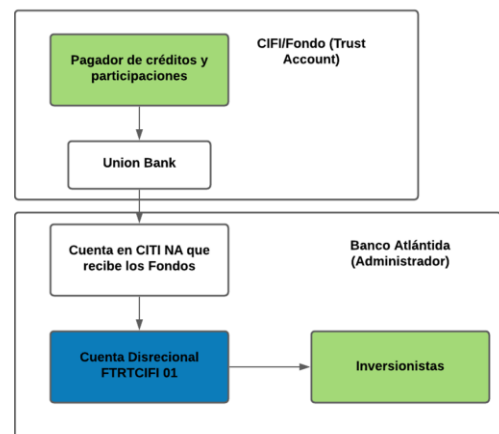 Pagador de créditos y
participaciones
CIFI/Fondo (Trust
Account)
Union Bank
Cuenta en CITI NA que
recibe los Fondos
Banco Atlántida
(Administrador)
Cuenta Disrecional
FTRTCIFI 01
Inversionistas